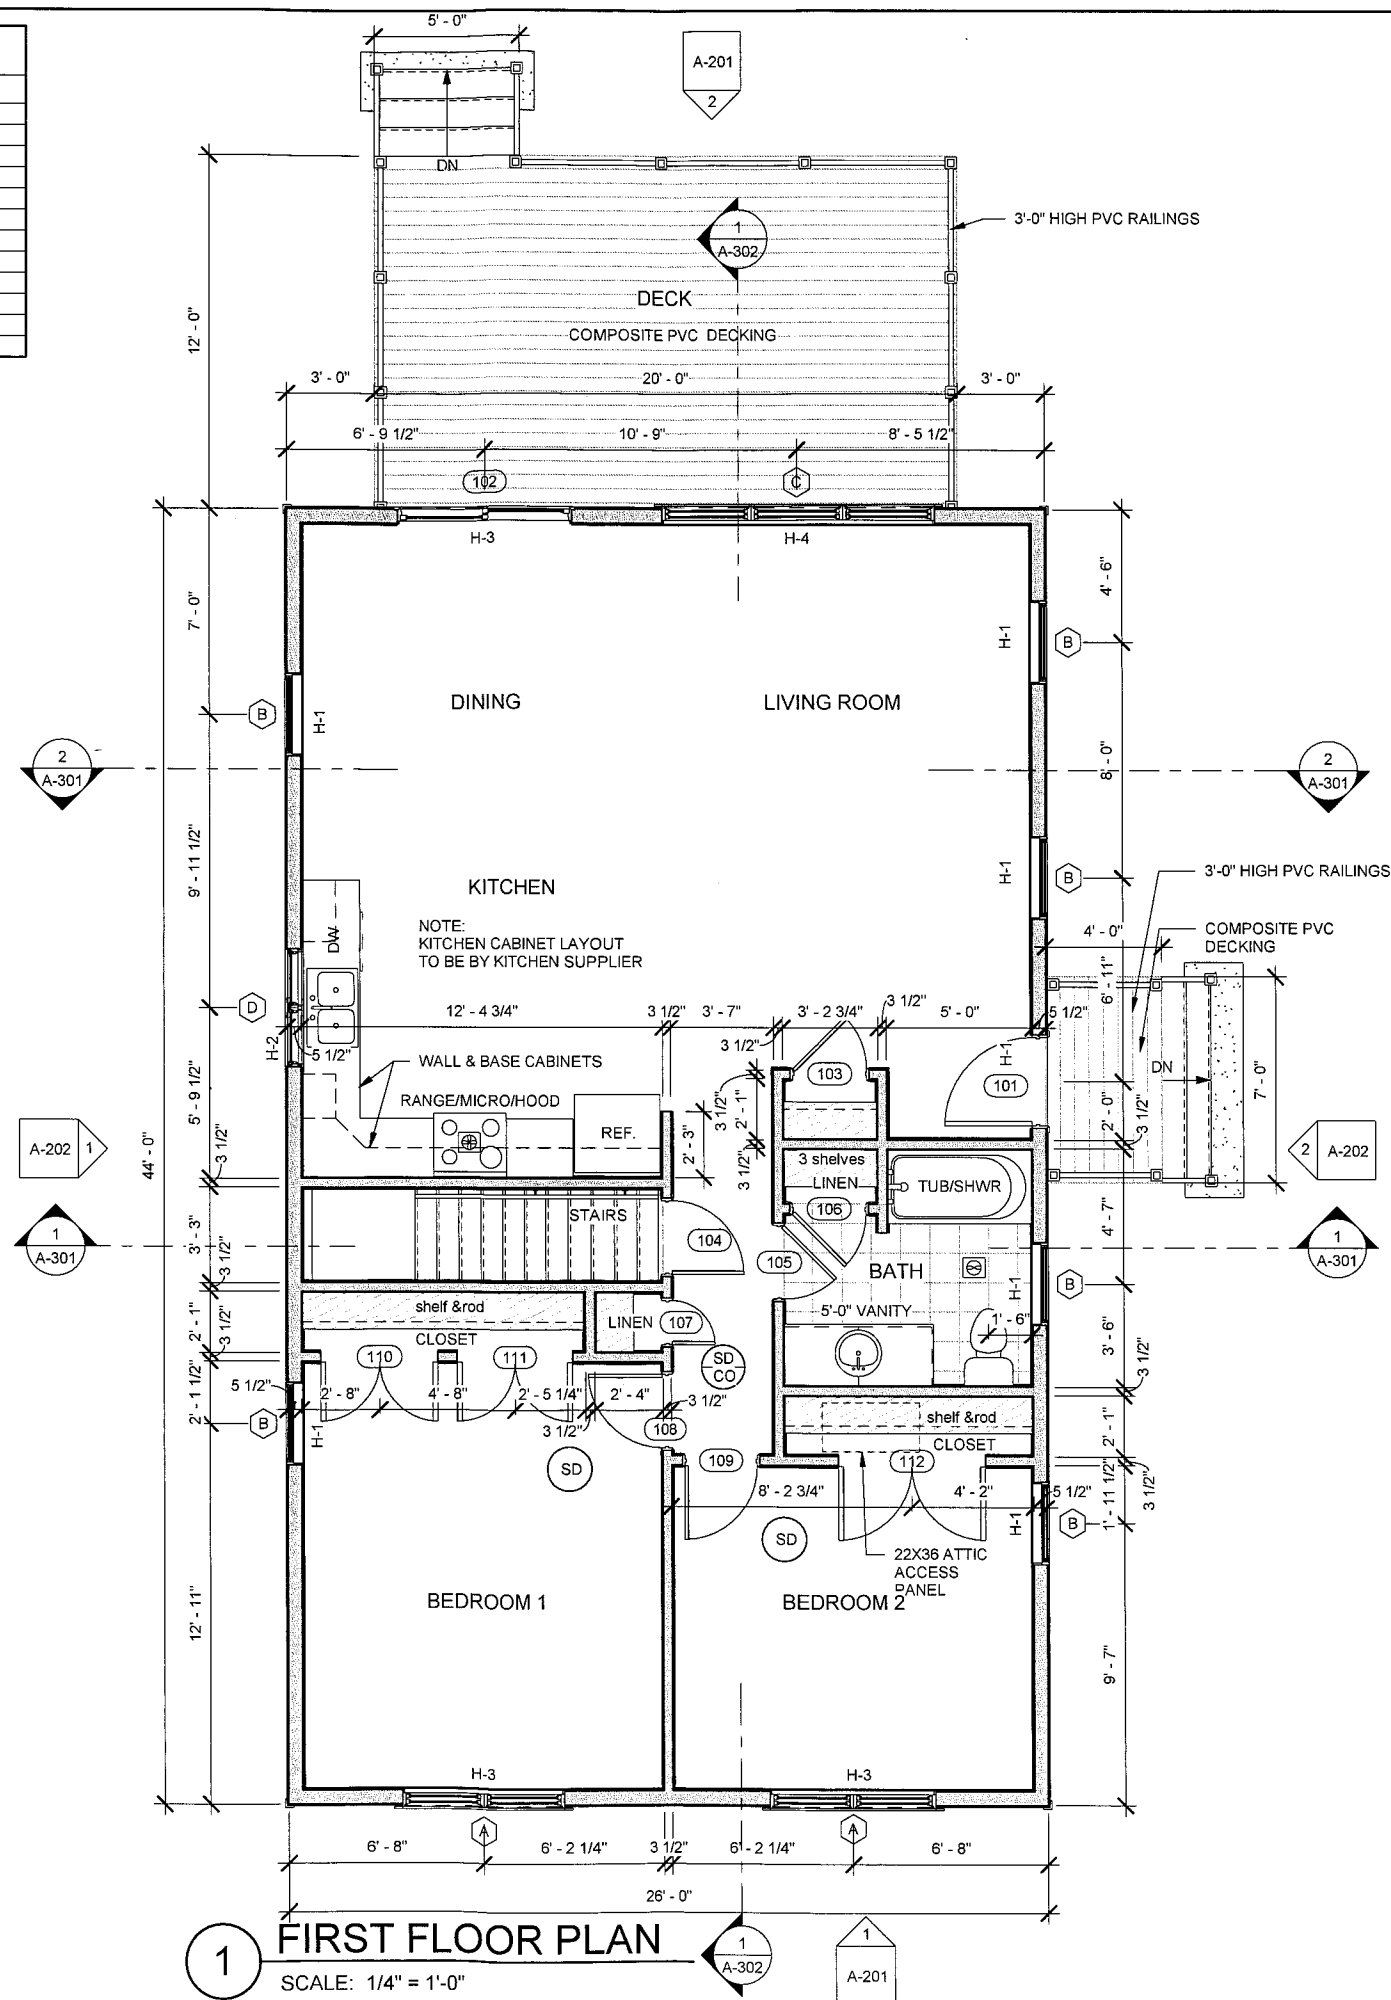 5' - 0"
A-201
2
DN
3'-0" HIGH PVC RAILINGS
1
A-302
12' - 0"
DECK
COMPOSITE PVC DECKING
3' - 0"
20' - 0"
3' - 0"
6' - 9 1/2"
10' - 9"
8' - 5 1/2"
102
C
H-3
H-4
4' - 6"
7' - 0"
H-1
B
DINING
LIVING ROOM
B
H-1
2
A-301
8' - 0"
2
A-301
9' - 11 1/2"
H-1
B
3'-0" HIGH PVC RAILINGS
KITCHEN
NOTE:
KITCHEN CABINET LAYOUT
TO BE BY KITCHEN SUPPLIER
DW
4' - 0"
COMPOSITE PVC
DECKING
6' - 11"
D
H-2
5 1/2"
12' - 4 3/4"
3 1/2"
3' - 7"
3 1/2"
3' - 2 3/4"
3 1/2"
5' - 0"
5 1/2"
H-1
WALL & BASE CABINETS
103
101
DN
7' - 0"
5' - 9 1/2"
RANGE/MICRO/HOOD
REF.
2' - 3"
3 1/2"
2' - 1"
3 1/2"
2' - 0"
3 1/2"
A-202
1
44' - 0"
3 1/2"
3 shelves
LINEN
106
TUB/SHWR
2
A-202
4' - 7"
STAIRS
104
1
A-301
3' - 3"
3 1/2"
105
BATH
1
A-301
H-1
B
shelf &rod
CLOSET
LINEN
107
5'-0" VANITY
1' - 6"
2' - 1"
3 1/2"
110
111
SD
CO
3' - 6"
3 1/2"
2' - 1 1/2"
5 1/2"
2' - 8"
4' - 8"
2' - 5 1/4"
3 1/2"
2' - 4"
3 1/2"
B
H-1
108
shelf &rod
CLOSET
2' - 1"
SD
109
112
3 1/2"
8' - 2 3/4"
4' - 2"
5 1/2"
1' - 11 1/2"
H-1
B
SD
22X36 ATTIC
ACCESS
PANEL
BEDROOM 1
BEDROOM 2
12' - 11"
9' - 7"
H-3
H-3
A
A
6' - 8"
6' - 2 1/4"
3 1/2"
6' - 2 1/4"
6' - 8"
26' - 0"
1
FIRST FLOOR PLAN
SCALE: 1/4" = 1'-0"
1
A-302
1
A-201